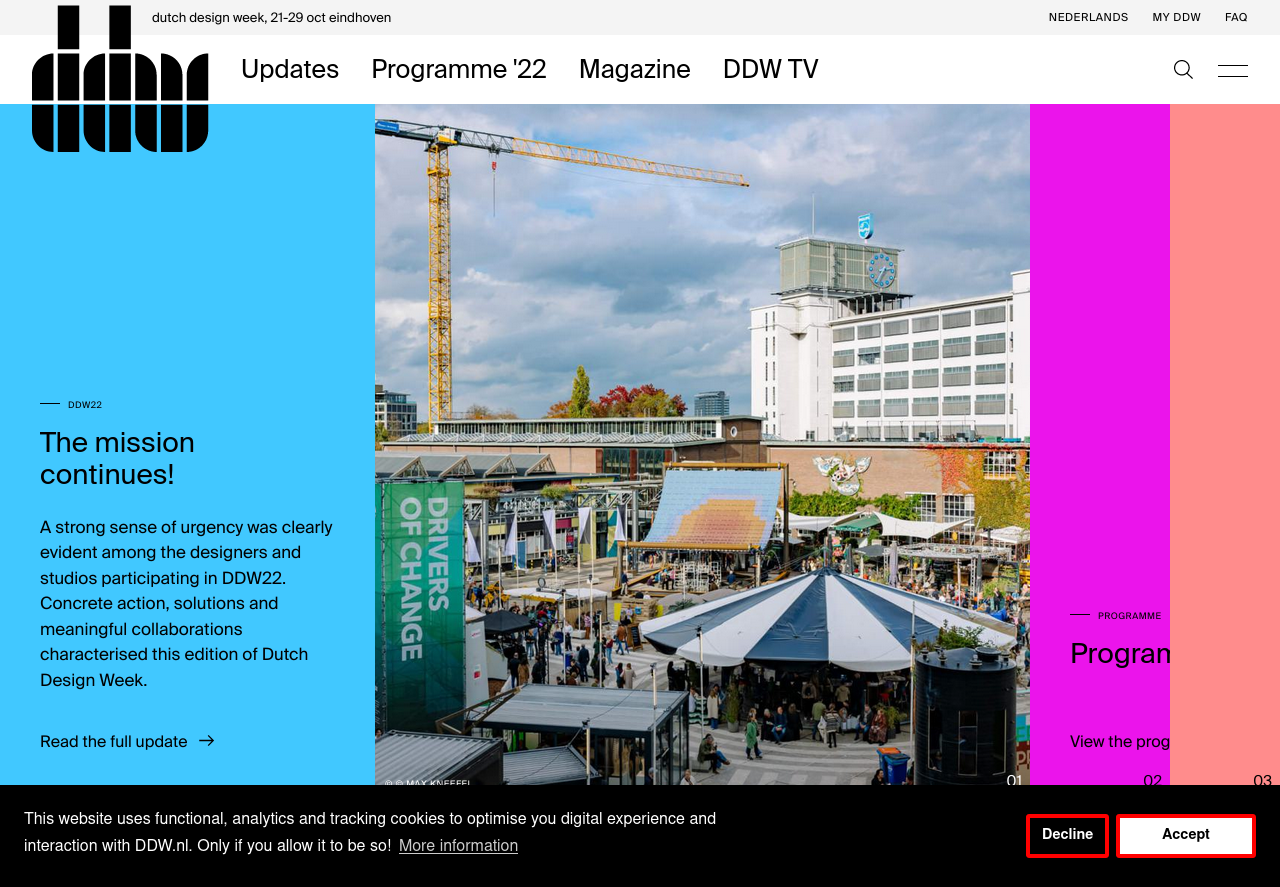 dutch design week, 21-29 oct eindhoven
NEDERLANDS MY DDW FAQ
ddw
Updates Programme '22 Magazine DDW TV
DDW22
The mission
continues!
A strong sense of urgency was clearly
evident among the designers and
studios participating in DDW22.
Concrete action, solutions and
meaningful collaborations
characterised this edition of Dutch
Design Week.
Read the full update
DRIVERS
OF CHANGE
01
PROGRAMME
Program
View the prog
02
03
This website uses functional, analytics and tracking cookies to optimise you digital experience and
interaction with DDW.nl. Only if you allow it to be so! More information
Decline
Accept